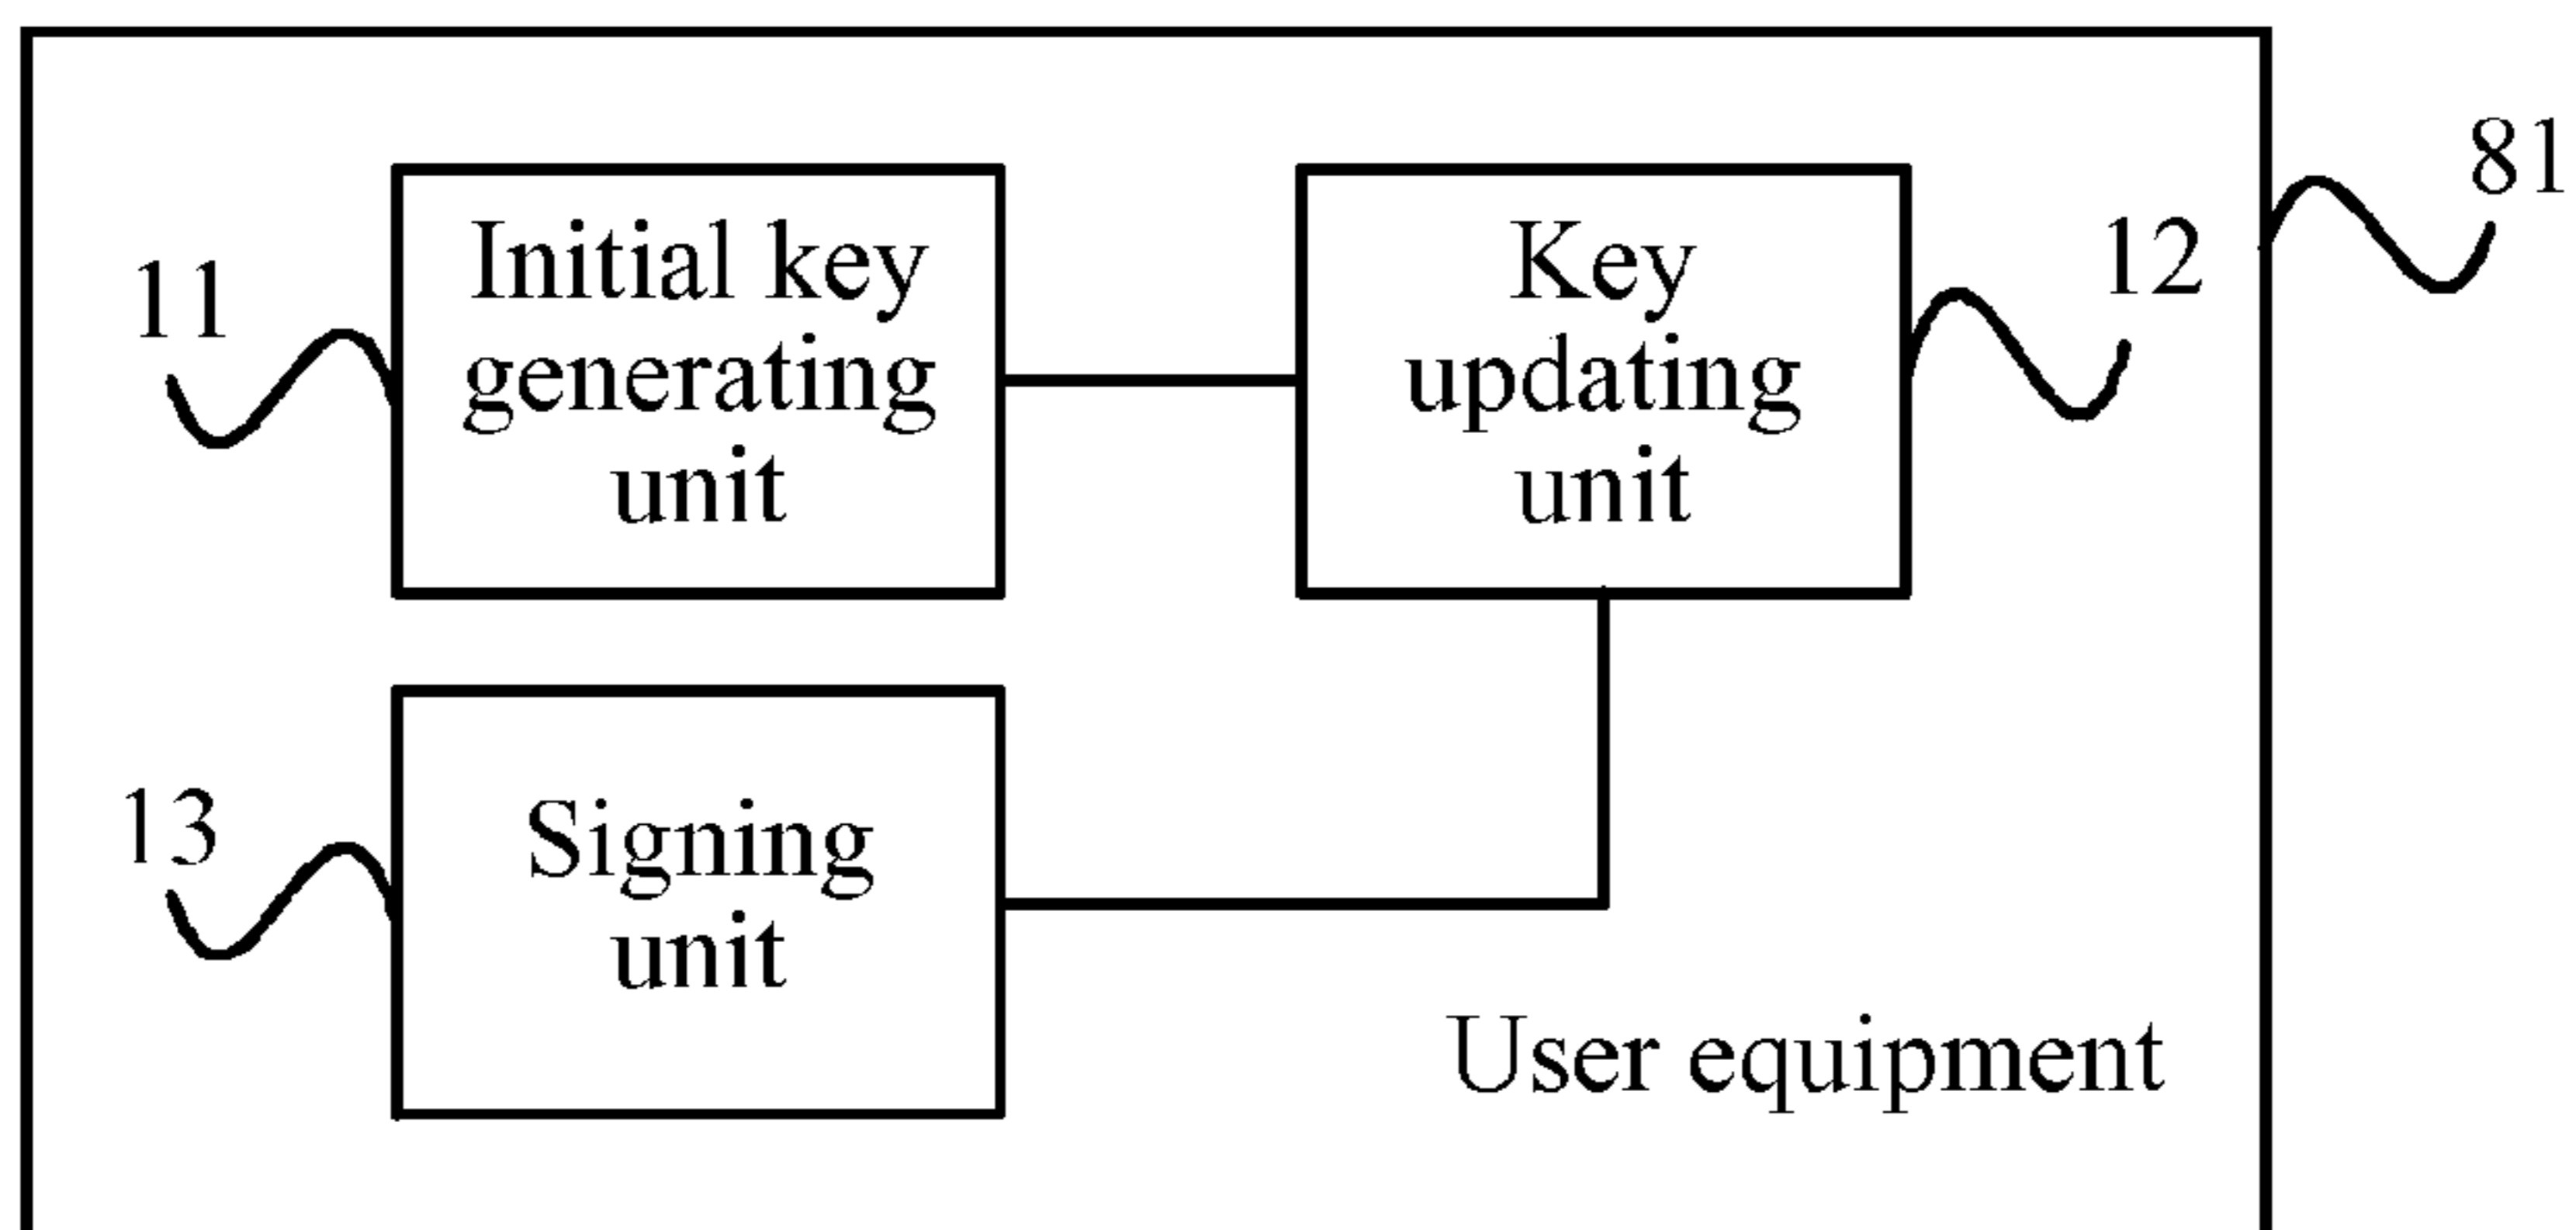 81
11
Initial key
generating
unit
Key
updating
unit
12
13
Signing
unit
User equipment